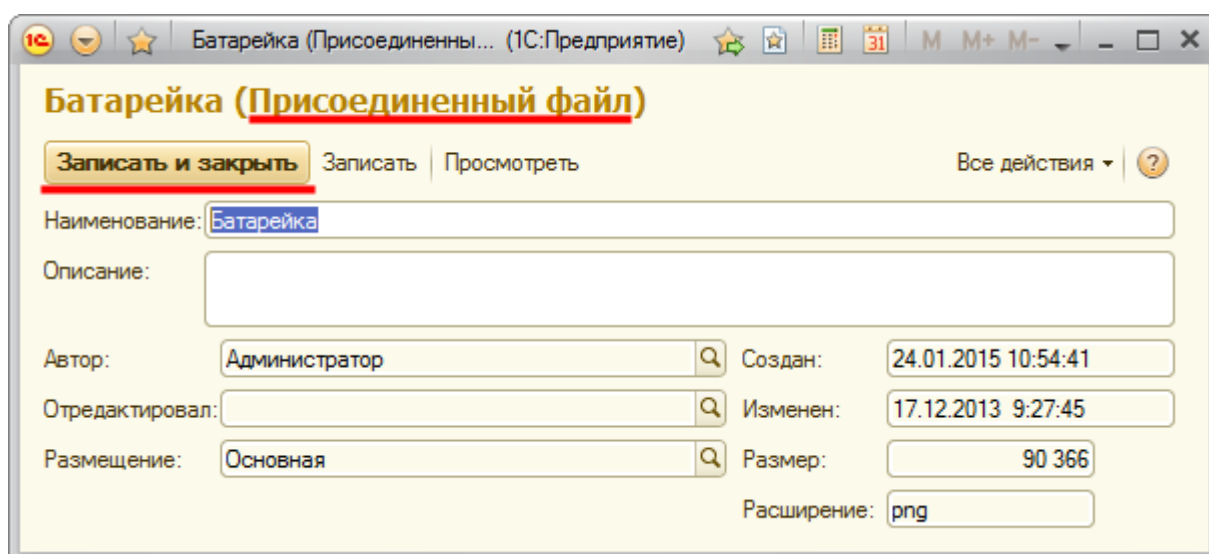 1С Батарейка (Присоединенны... (1С:Предприятие) 31 M M+ M-
Батарейка (Присоединенный файл)
Записать и закрыть Записать Просмотреть Все действия ?
Наименование: Батарейка
Описание:
Автор: Администратор Создан: 24.01.2015 10:54:41
Отредактировал: Изменен: 17.12.2013 9:27:45
Размещение: Основная Размер: 90 366
Расширение: png